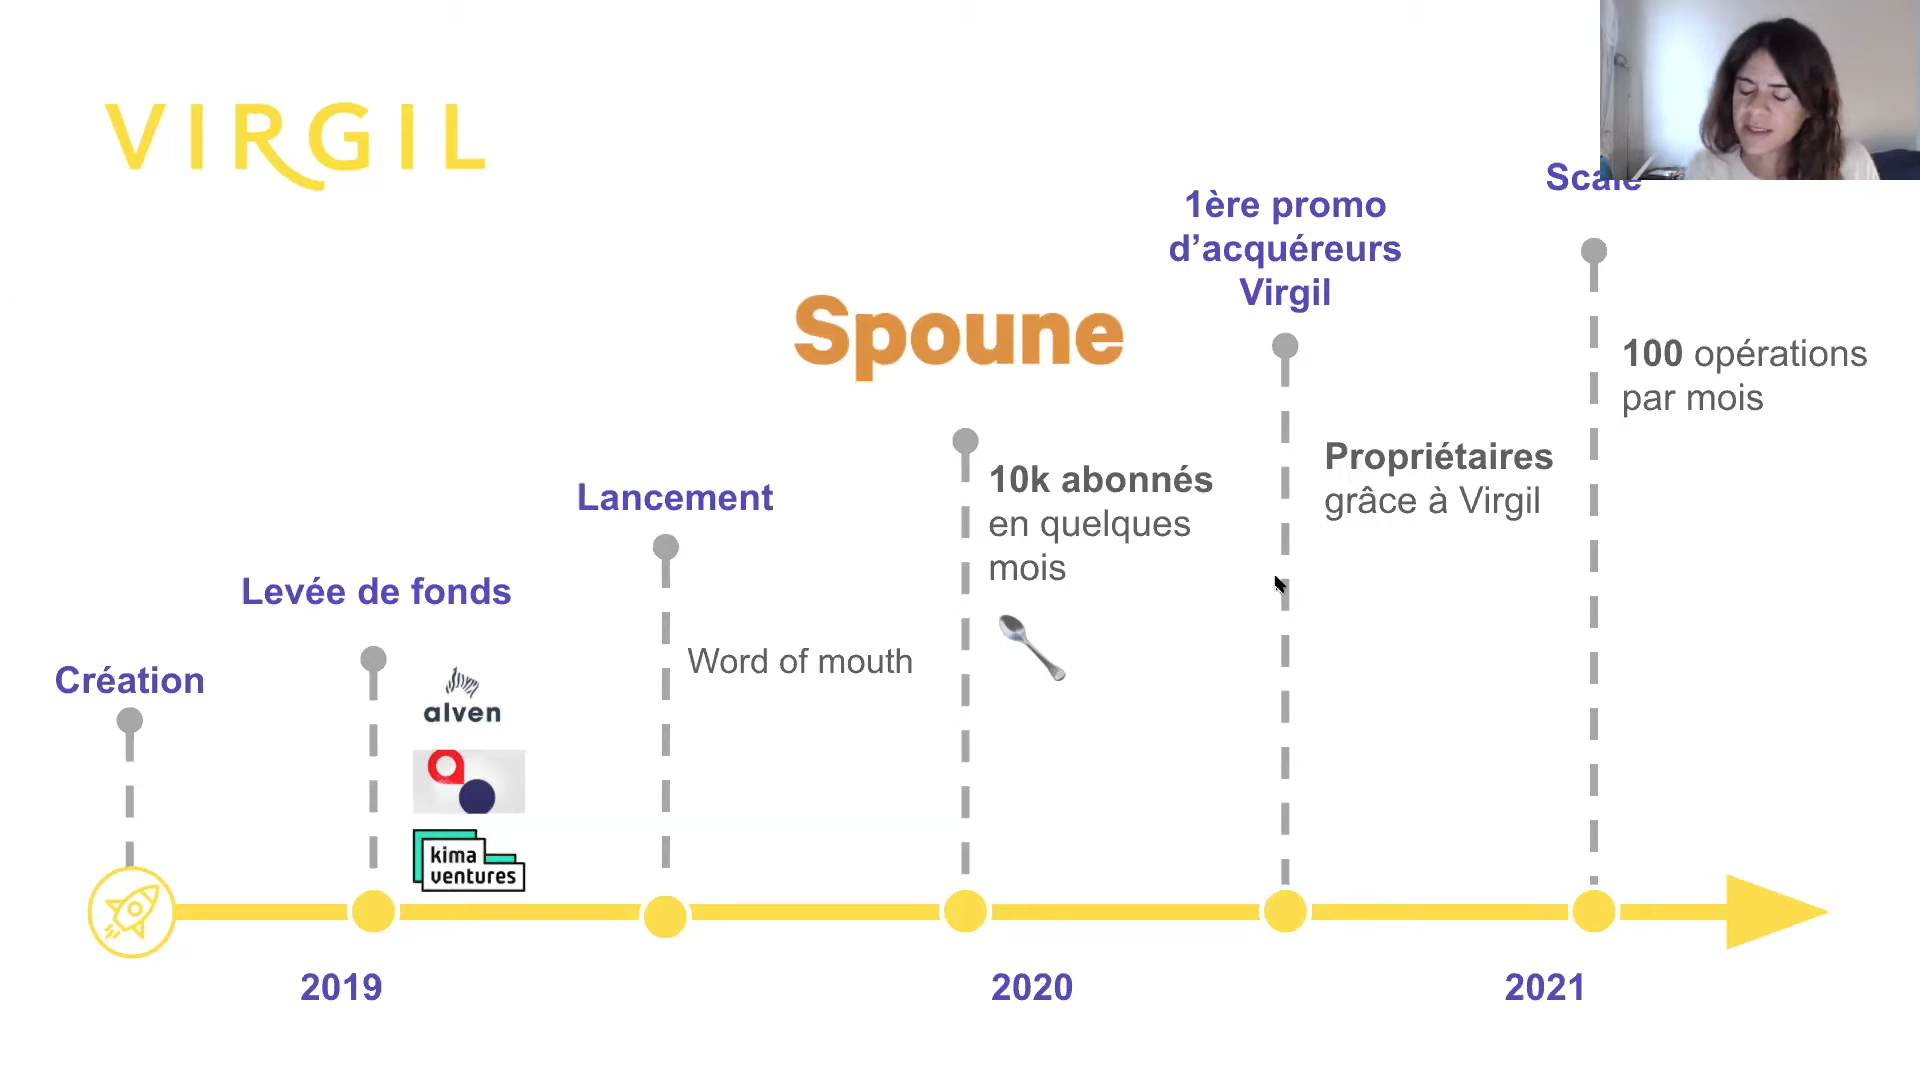 VIRGIL
Création
Levée de fonds
alven
kima
ventures
Lancement
Word of mouth
Spoune
10k abonnés
en quelques
mois
1ère promo
d’acquéreurs
Virgil
Propriétaires
grâce à Virgil
Scale
100 opérations
par mois
2019
2020
2021